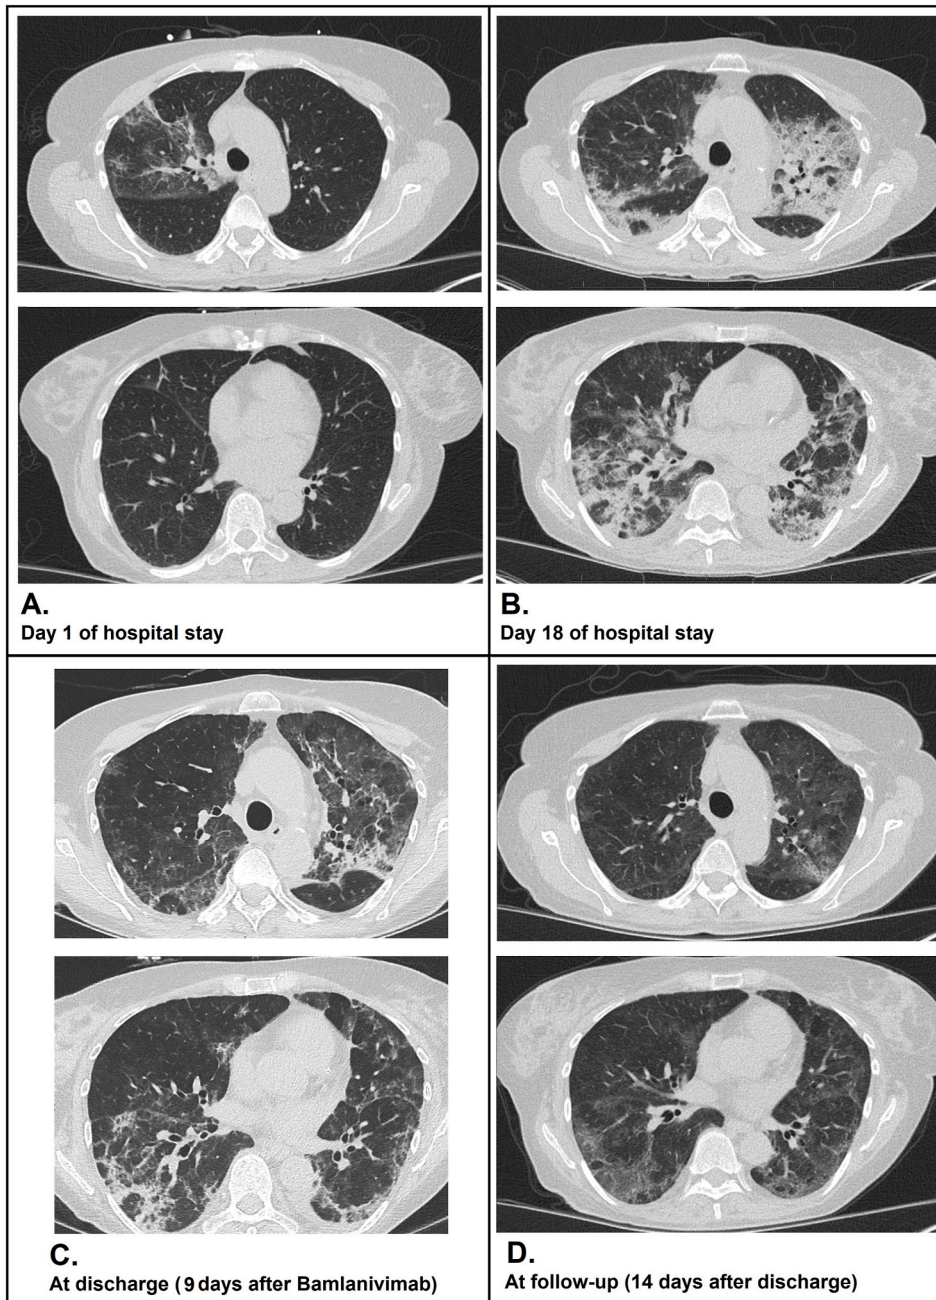 A.
Day 1 of hospital stay
B.
Day 18 of hospital stay
C.
At discharge (9 days after Bamlanivimab)
D.
At follow-up (14 days after discharge)